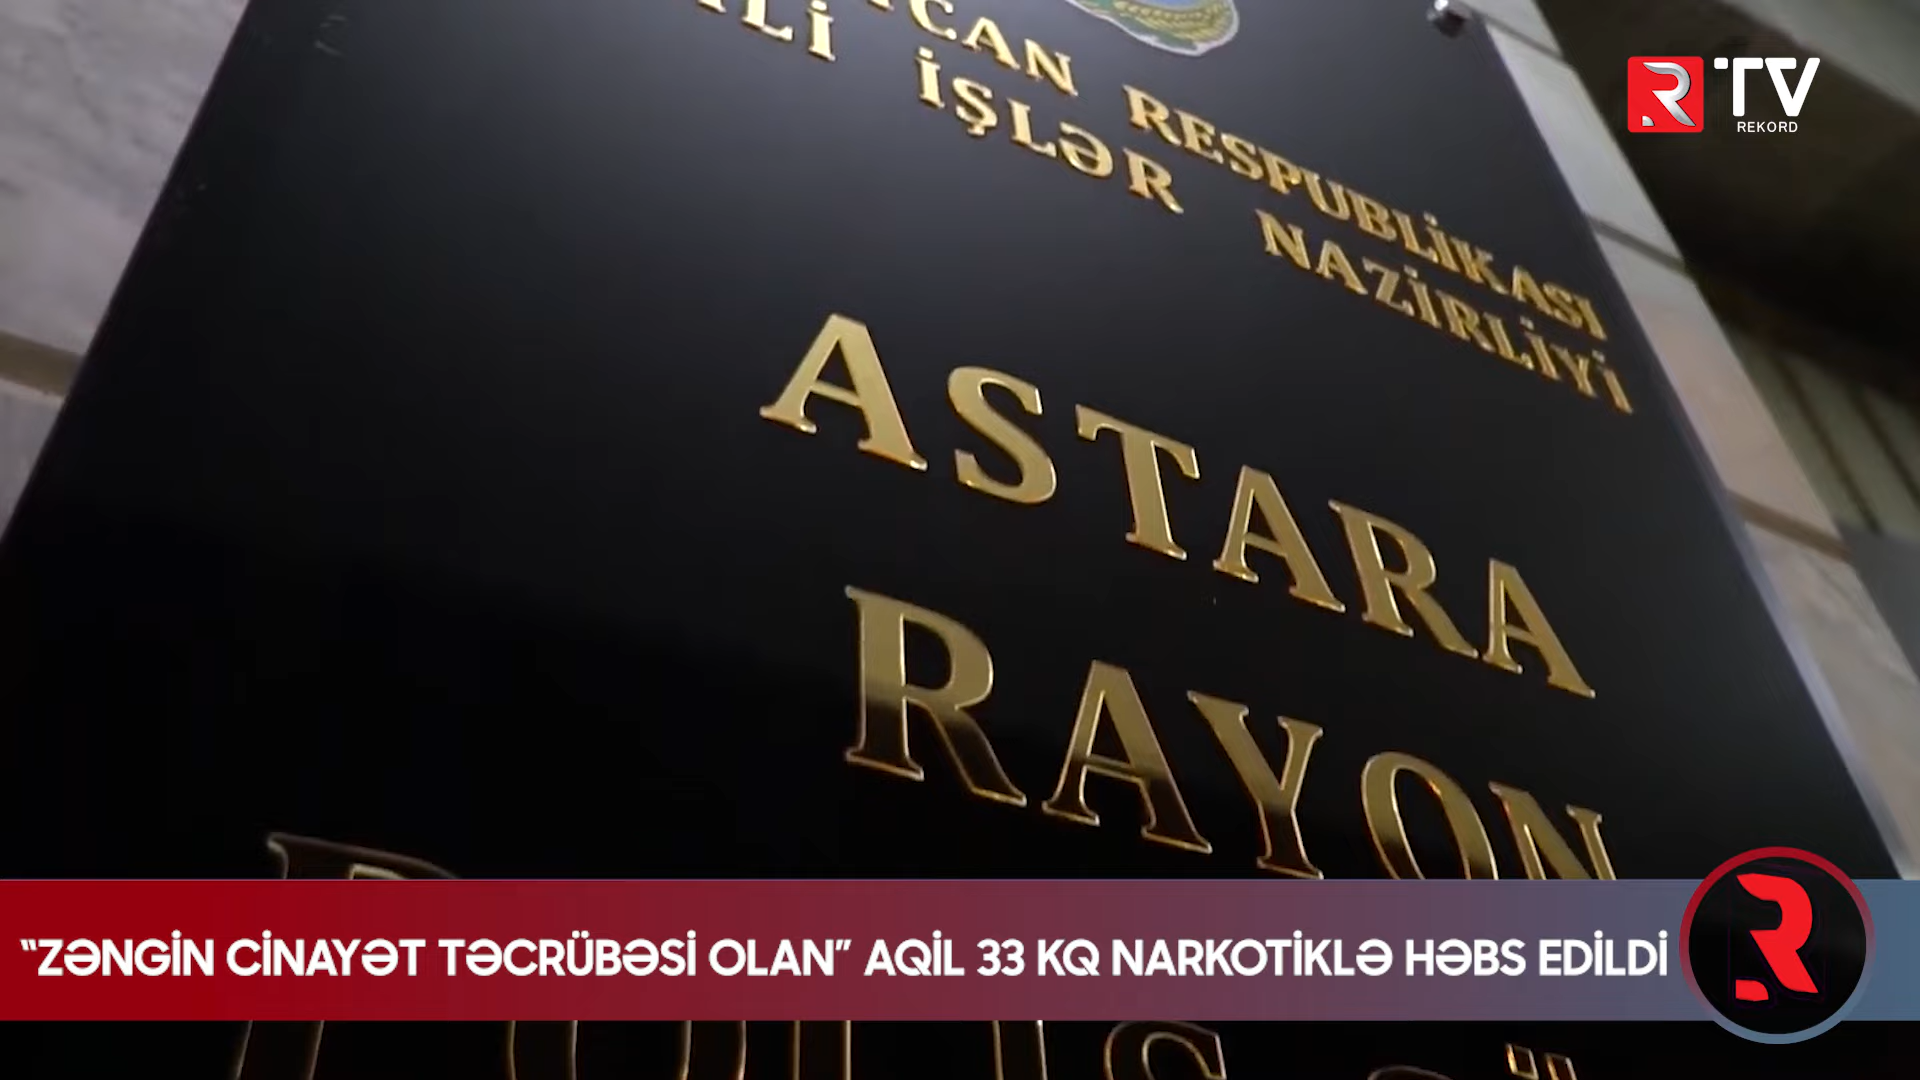 TV
REKORD
RESPUBLİKASI
İŞLƏR NAZİRLİYİ
ASTARA
RAYON
“ZƏNGİN CİNAYƏT TƏCRÜBƏSİ OLAN” AQİL 33 KQ NARKOTİKLƏ HƏBS EDİLDİ